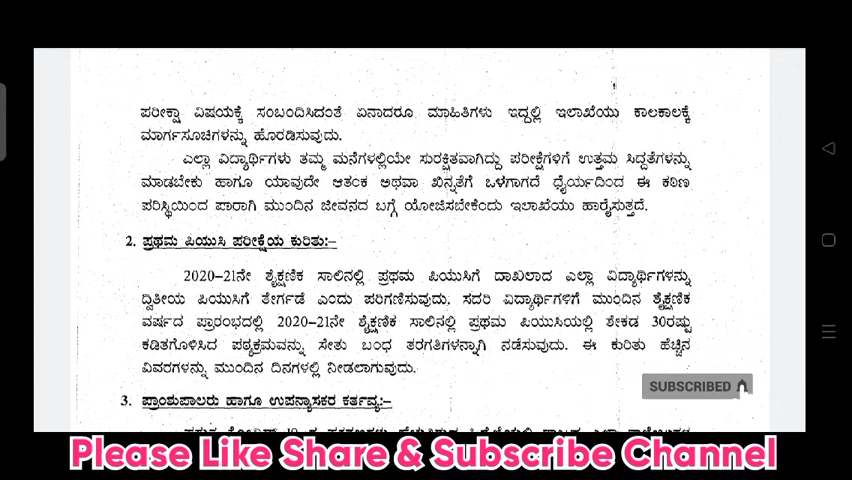 ಪರೀಕ್ಷಾ ವಿಷಯಕ್ಕೆ ಸಂಬಂದಿಸಿದಂತೆ ಏನಾದರೂ ಮಾಹಿತಿಗಳು ಇದ್ದಲ್ಲಿ ಇಲಾಖೆಯು ಕಾಲಕಾಲಕ್ಕೆ
ಮಾರ್ಗಸೂಚಿಗಳನ್ನು ಹೊರಡಿಸುವುದು.
ಎಲ್ಲಾ ವಿದ್ಯಾರ್ಥಿಗಳು ತಮ್ಮ ಮನೆಗಳಲ್ಲಿಯೇ ಸುರಕ್ಷಿತವಾಗಿದ್ದು ಪರೀಕ್ಷೆಗಳಿಗೆ ಉತ್ತಮ ಸಿದ್ದತೆಗಳನ್ನು
ಮಾಡಬೇಕು ಹಾಗೂ ಯಾವುದೇ ಆತಂಕ ಅಥವಾ ಖಿನ್ನತೆಗೆ ಒಳಗಾಗದೆ ಧೈರ್ಯದಿಂದ ಈ ಕಠಿಣ
ಪರಿಸ್ಥಿಯಿಂದ ಪಾರಾಗಿ ಮುಂದಿನ ಜೀವನದ ಬಗ್ಗೆ ಯೋಜಿಸಬೇಕೆಂದು ಇಲಾಖೆಯು ಹಾರೈಸುತ್ತದೆ.
2. ಪ್ರಥಮ ಪಿಯುಸಿ ಪರೀಕ್ಷೆಯ ಕುರಿತು:-
2020-21ನೇ ಶೈಕ್ಷಣಿಕ ಸಾಲಿನಲ್ಲಿ ಪ್ರಥಮ ಪಿಯುಸಿಗೆ ದಾಖಲಾದ ಎಲ್ಲಾ ವಿದ್ಯಾರ್ಥಿಗಳನ್ನು
ದ್ವಿತೀಯ ಪಿಯುಸಿಗೆ ತೇರ್ಗಡೆ ಎಂದು ಪರಿಗಣಿಸುವುದು. ಸದರಿ ವಿದ್ಯಾರ್ಥಿಗಳಿಗೆ ಮುಂದಿನ ಶೈಕ್ಷಣಿಕ
ವರ್ಷದ ಪ್ರಾರಂಭದಲ್ಲಿ 2020-21ನೇ ಶೈಕ್ಷಣಿಕ ಸಾಲಿನಲ್ಲಿ ಪ್ರಥಮ ಪಿಯುಸಿಯಲ್ಲಿ ಶೇಕಡ 30ರಷ್ಟು
ಕಡಿತಗೊಳಿಸಿದ ಪಠ್ಯಕ್ರಮವನ್ನು ಸೇತು ಬಂಧ ತರಗತಿಗಳನ್ನಾಗಿ ನಡೆಸುವುದು. ಈ ಕುರಿತು ಹೆಚ್ಚಿನ
ವಿವರಗಳನ್ನು ಮುಂದಿನ ದಿನಗಳಲ್ಲಿ ನೀಡಲಾಗುವುದು.
SUBSCRIBED
3. ಪ್ರಾಂಶುಪಾಲರು ಹಾಗೂ ಉಪನ್ಯಾಸಕರ ಕರ್ತವ್ಯ:-
Please Like Share & Subscribe Channel